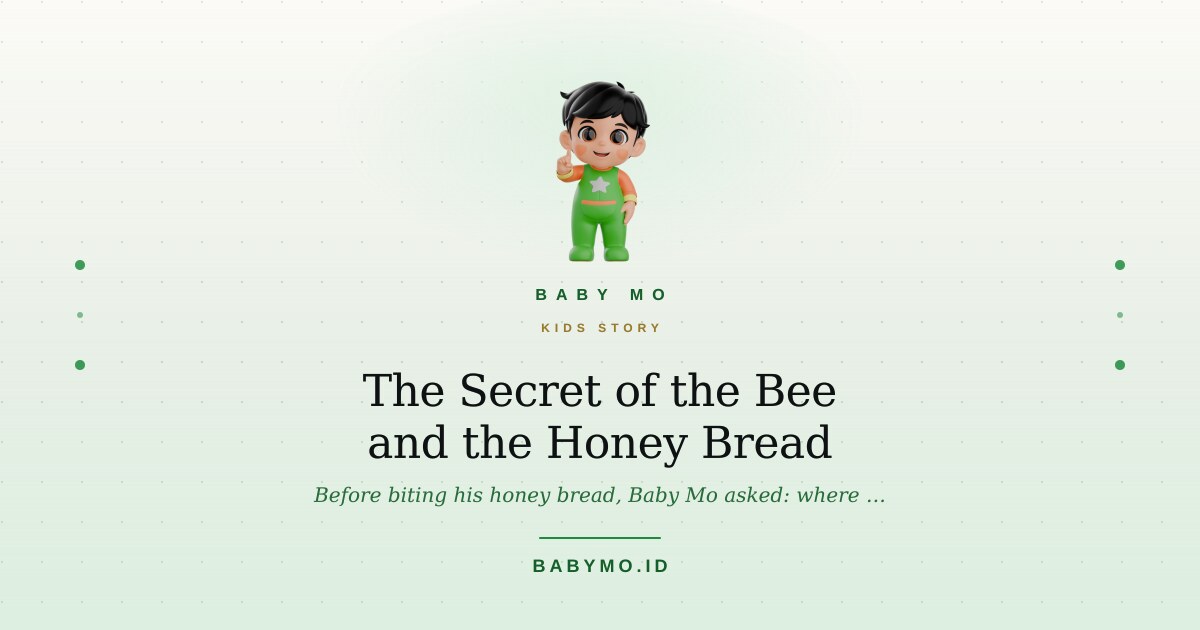 BABY MO
KIDS STORY
The Secret of the Bee
and the Honey Bread
Before biting his honey bread, Baby Mo asked: where ...
BABYMO.ID